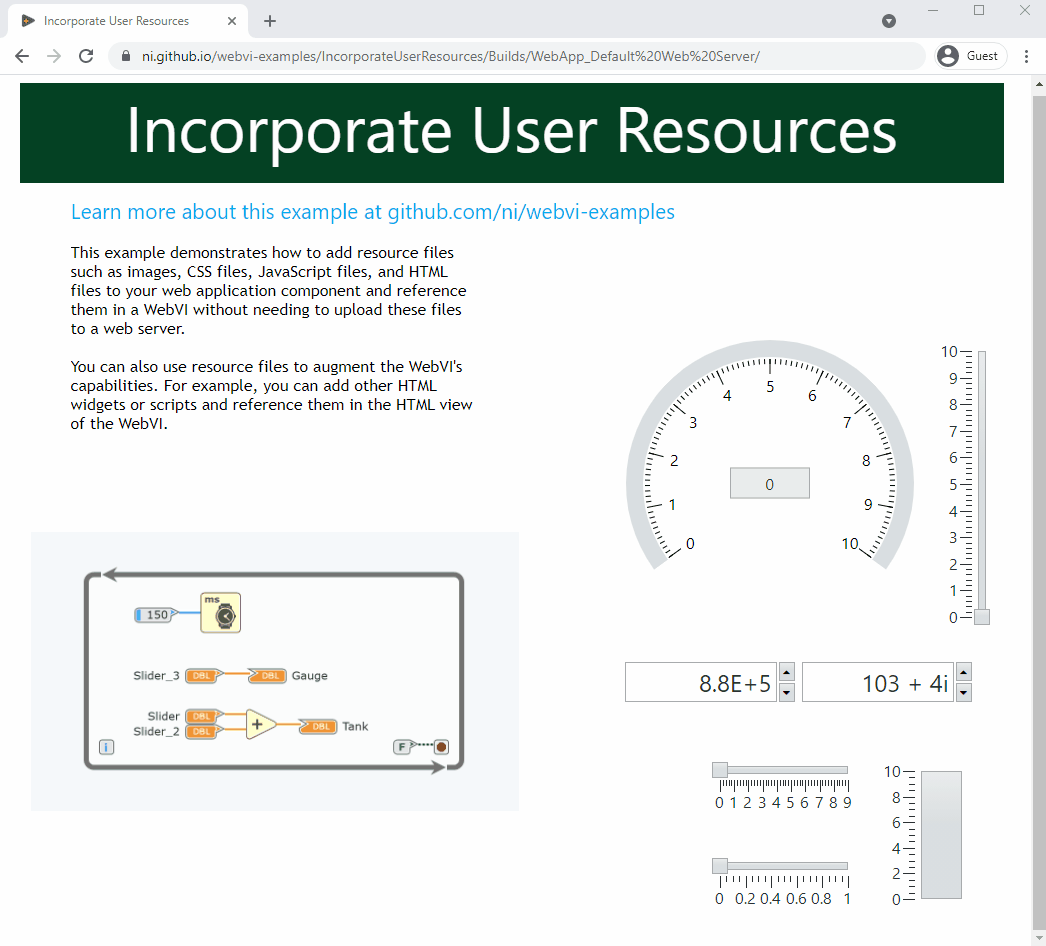 Incorporate User Resources
ni.github.io/webvi-examples/IncorporateUserResources/Builds/WebApp_Default%20Web%20Server/
Guest
Incorporate User Resources
Learn more about this example at github.com/ni/webvi-examples
This example demonstrates how to add resource files
such as images, CSS files, JavaScript files, and HTML
files to your web application component and reference
them in a WebVI without needing to upload these files
to a web server.
You can also use resource files to augment the WebVI's
capabilities. For example, you can add other HTML
widgets or scripts and reference them in the HTML view
of the WebVI.
0 1 2 3 4 5 6 7 8 9 10
0
10
9
8
7
6
5
4
3
2
1
0
ms
150
Slider_3 DBL DBL Gauge
Slider DBL
Slider_2 DBL
DBL Tank
i
F
8.8E+5
103 + 4i
0 1 2 3 4 5 6 7 8 9
10
8
6
4
2
0
0 0.2 0.4 0.6 0.8 1